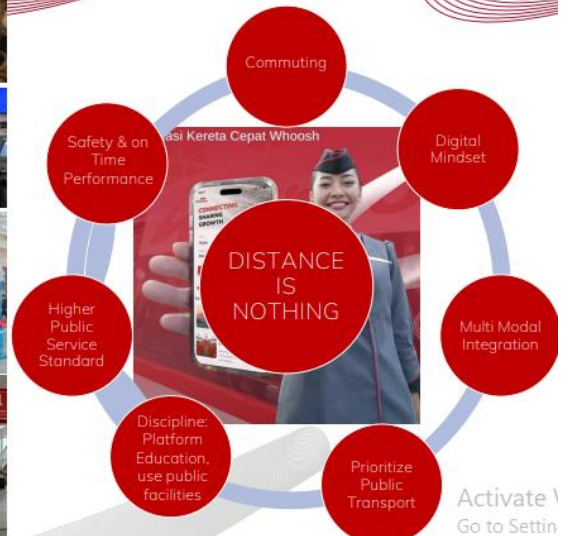 Commuting
Safety & on
Time
Performance
asi Kereta Cepat Whoosh
Digital
Mindset
CONNECTING
SHARING
GROWTH
DISTANCE
IS
NOTHING
Higher
Public
Service
Standard
Multi Modal
Integration
Discipline:
Platform
Education,
use public
facilities
Prioritize
Public
Transport
Activate
Go to Settin